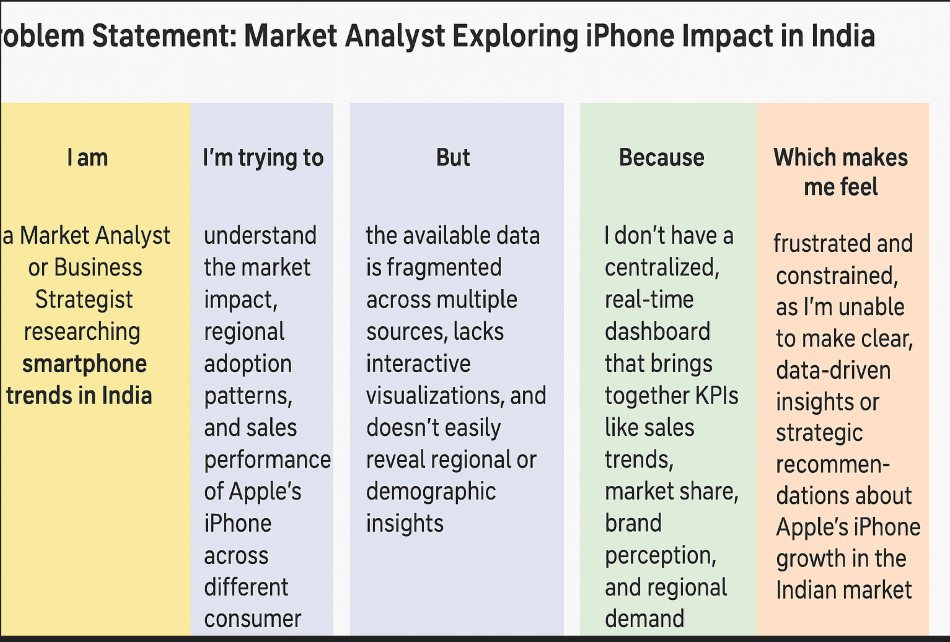 oblem Statement: Market Analyst Exploring iPhone Impact in India
I am
a Market Analyst
or Business
Strategist
researching
smartphone
trends in India
I'm trying to
understand
the market
impact,
regional
adoption
patterns,
and sales
performance
of Apple's
iPhone
across
different
consumer
But
the available data
is fragmented
across multiple
sources, lacks
interactive
visualizations, and
doesn't easily
reveal regional or
demographic
insights
Because
I don't have a
centralized,
real-time
dashboard
that brings
together KPIs
like sales
trends,
market share,
brand
perception,
and regional
demand
Which makes
me feel
frustrated and
constrained,
as I'm unable
to make clear,
data-driven
insights or
strategic
recommen-
dations about
Apple's iPhone
growth in the
Indian market